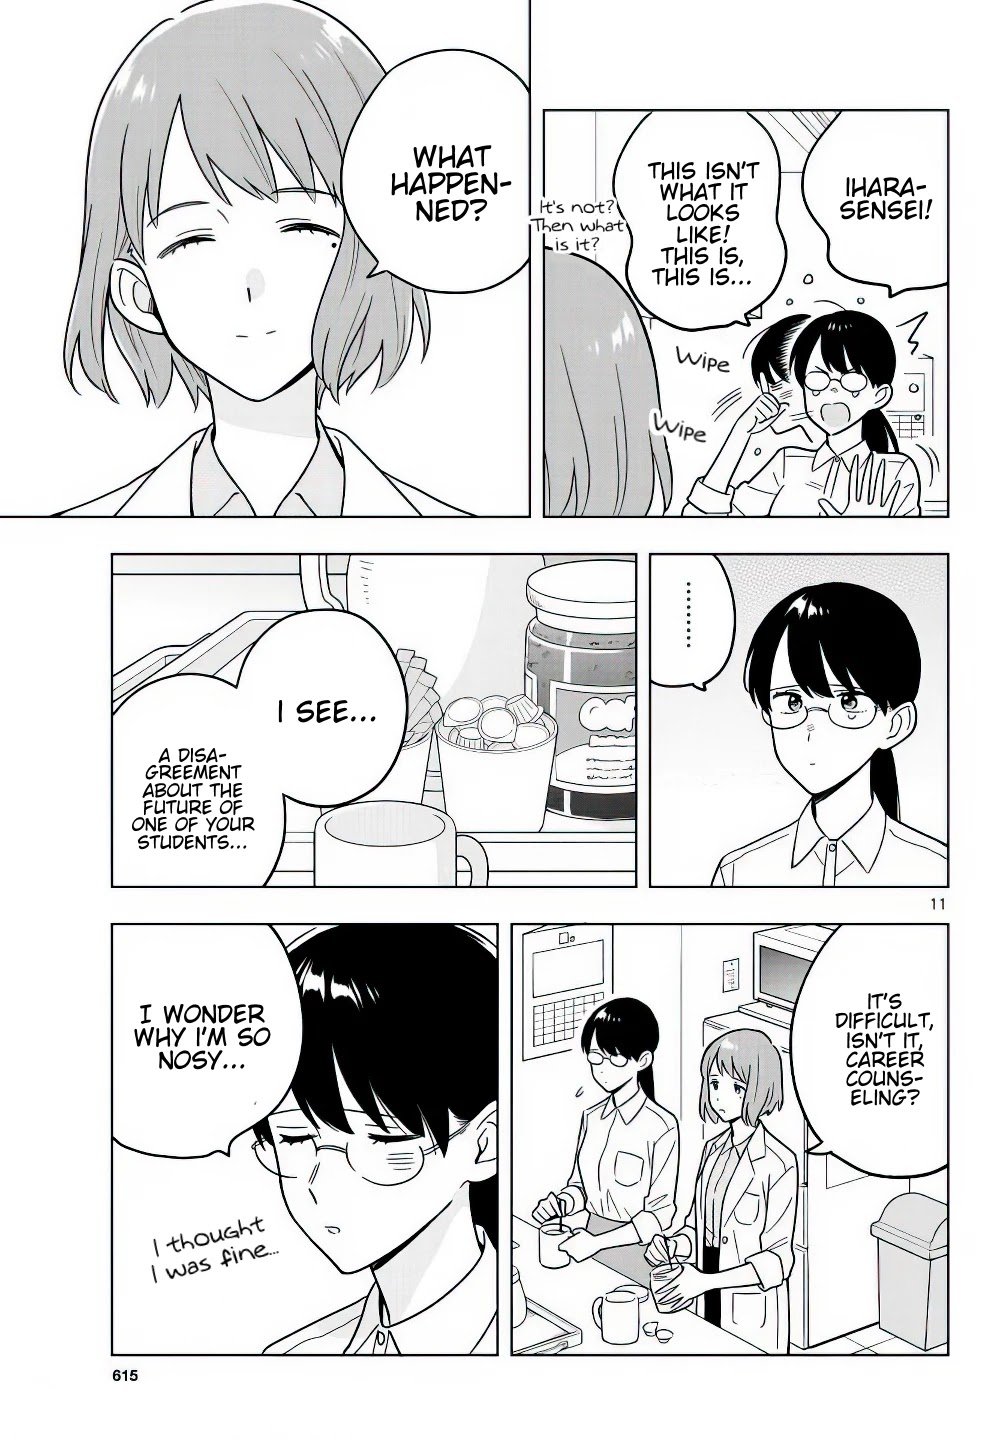 IHARA-
SENSEI!
THIS ISN'T
WHAT IT
LOOKS
LIKE!
THIS IS,
THIS IS...
It's not?
Then what
is it?
Wipe
Wipe
WHAT
HAPPEN-
NED?
..........
I SEE...
A DISA-
GREEMENT
ABOUT THE
FUTURE OF
ONE OF YOUR
STUDENTS...
11
IT'S
DIFFICULT,
ISN'T IT,
CAREER
COUNS-
ELING?
I WONDER
WHY I'M SO
NOSY...
I thought
I was fine...
615